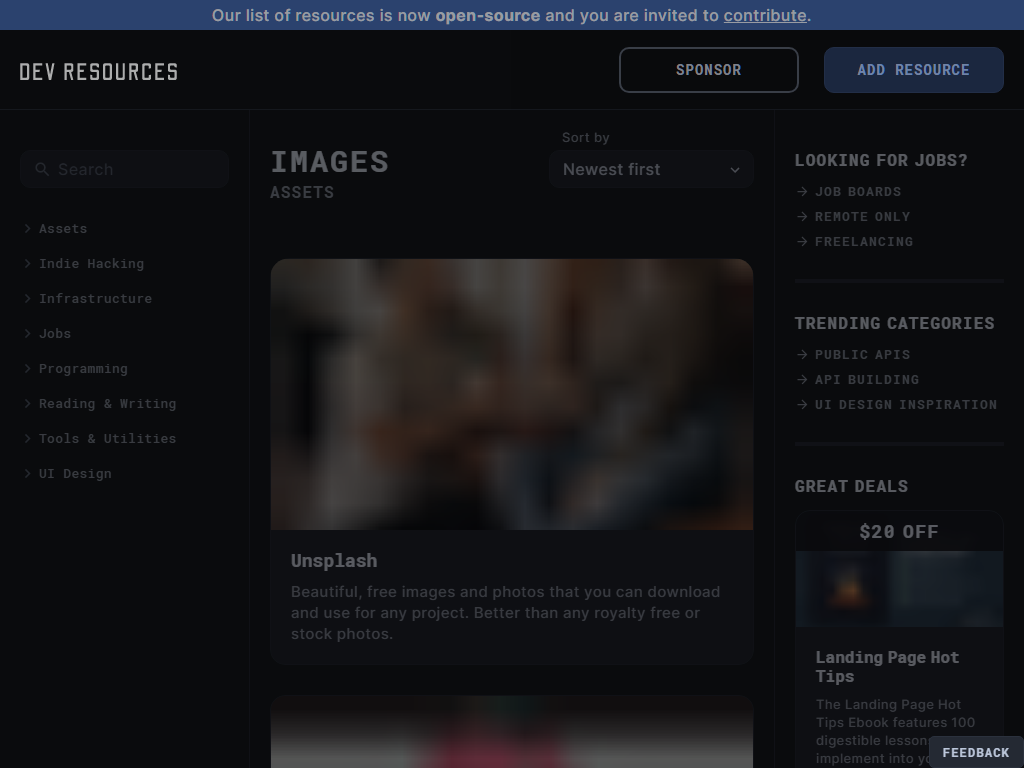 Our list of resources is now open-source and you are invited to contribute.
DEV RESOURCES
SPONSOR
ADD RESOURCE
Search
Assets
Indie Hacking
Infrastructure
Jobs
Programming
Reading & Writing
Tools & Utilities
UI Design
IMAGES
ASSETS
Sort by
Newest first
Unsplash
Beautiful, free images and photos that you can download
and use for any project. Better than any royalty free or
stock photos.
LOOKING FOR JOBS?
JOB BOARDS
REMOTE ONLY
FREELANCING
TRENDING CATEGORIES
PUBLIC APIS
API BUILDING
UI DESIGN INSPIRATION
GREAT DEALS
$20 OFF
Landing Page Hot
Tips
The Landing Page Hot
Tips Ebook features 100
digestible lessons
implement into
FEEDBACK